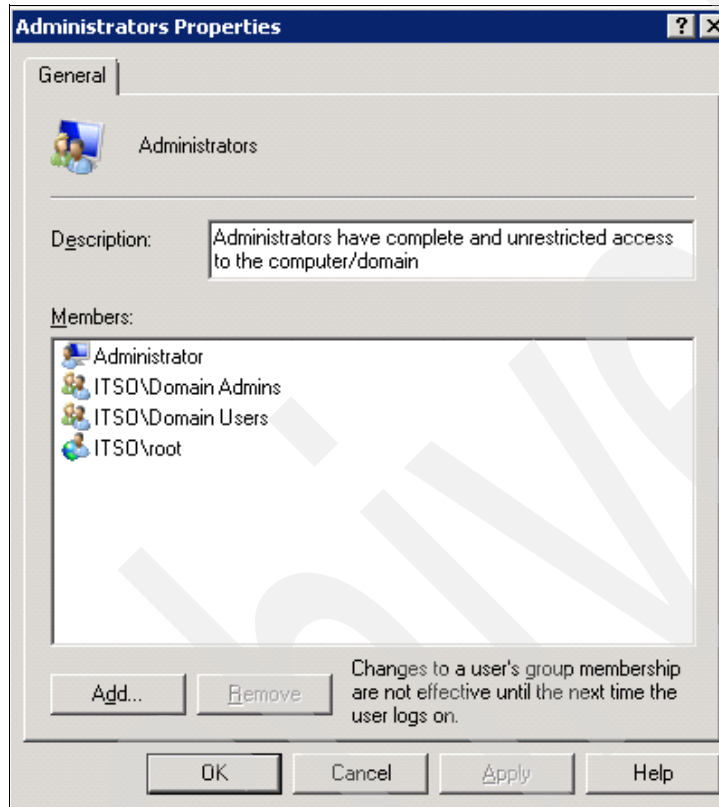 Administrators Properties
General
Administrators
Description:
Administrators have complete and unrestricted access
to the computer/domain
Members:
Administrator
ITSO\Domain Admins
ITSO\Domain Users
ITSO\root
Add...
Remove
Changes to a user's group membership
are not effective until the next time the
user logs on.
OK
Cancel
Apply
Help